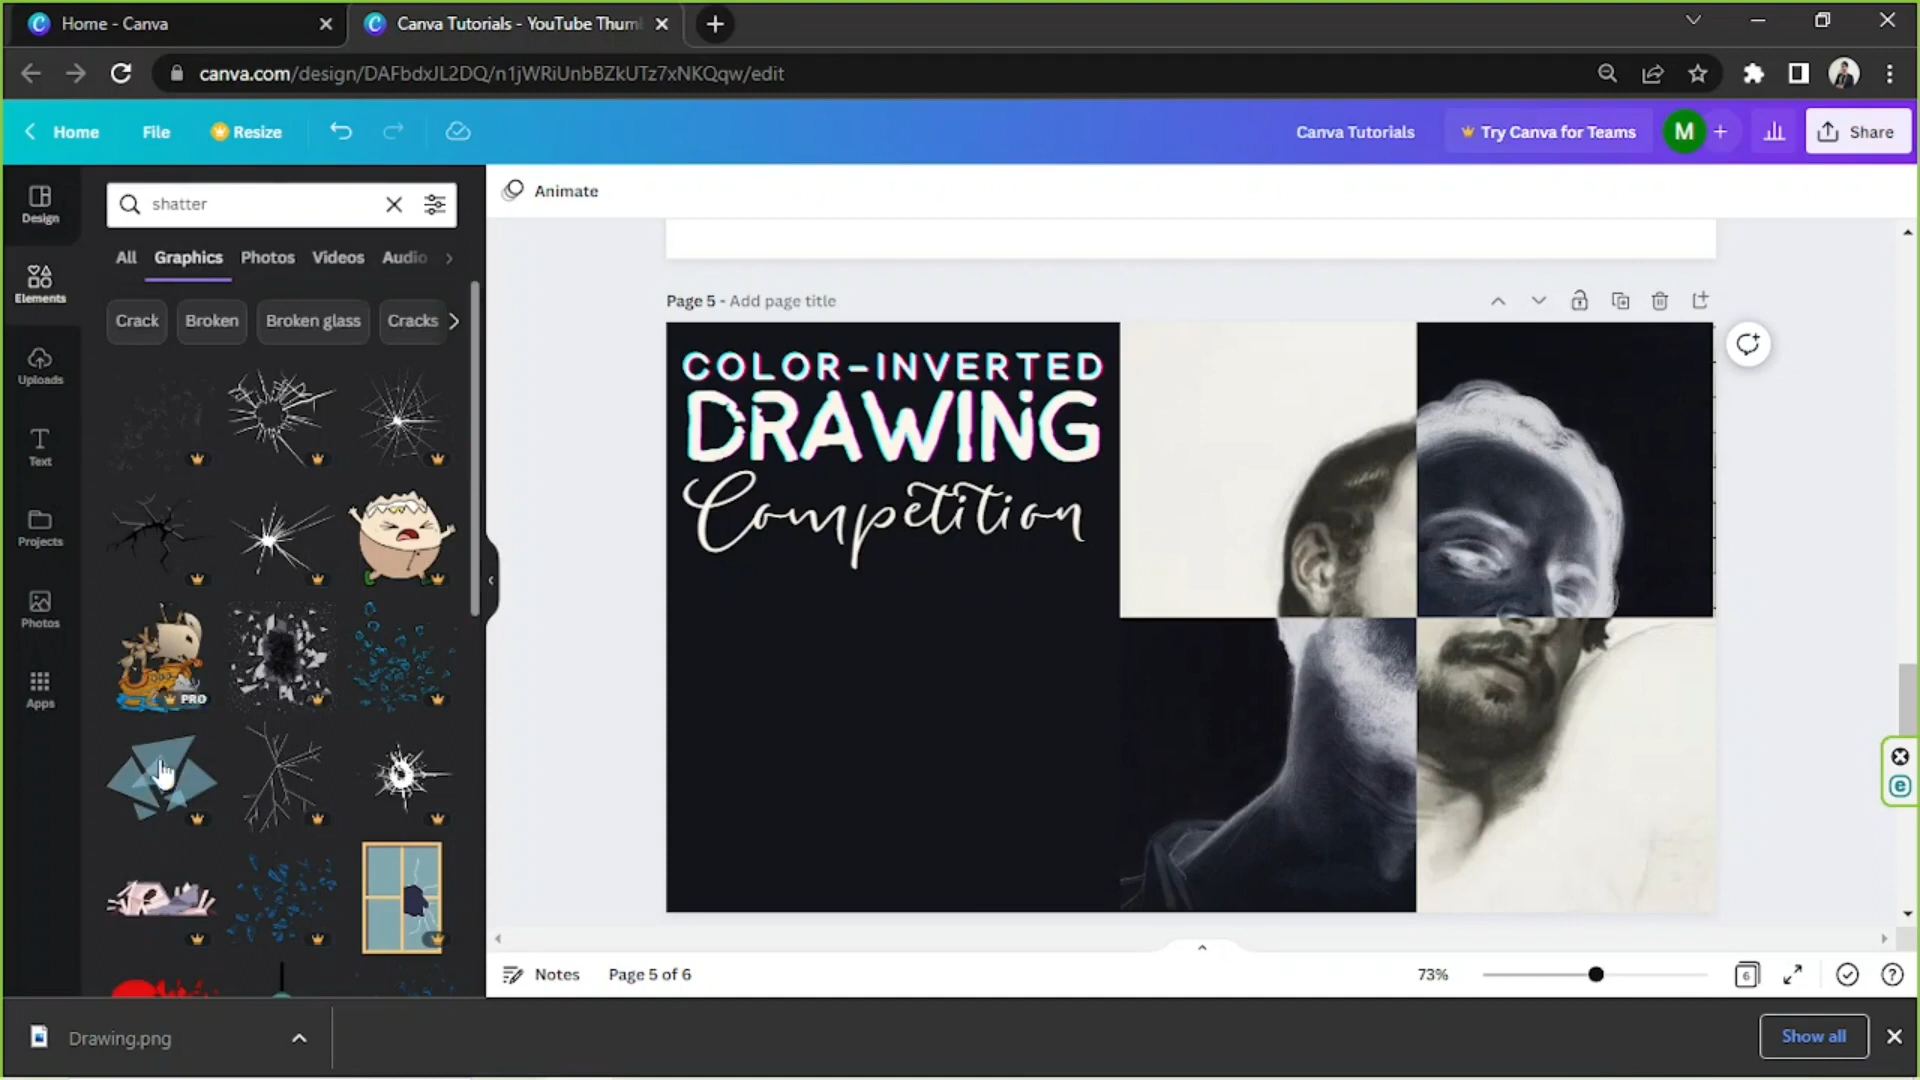 Home - Canva
Canva Tutorials - YouTube Thum
canva.com/design/DAFbdxJL2DQ/n1jWRiUnbBZkUTz7xNKQqw/edit
Home
File
Resize
Canva Tutorials
Try Canva for Teams
M
Share
Design
Elements
Uploads
Text
Projects
Photos
Apps
shatter
All
Graphics
Photos
Videos
Audio
Crack
Broken
Broken glass
Cracks
PRO
Animate
Page 5 - Add page title
COLOR-INVERTED
DRAWING
Competition
Notes
Page 5 of 6
73%
6
Drawing.png
Show all